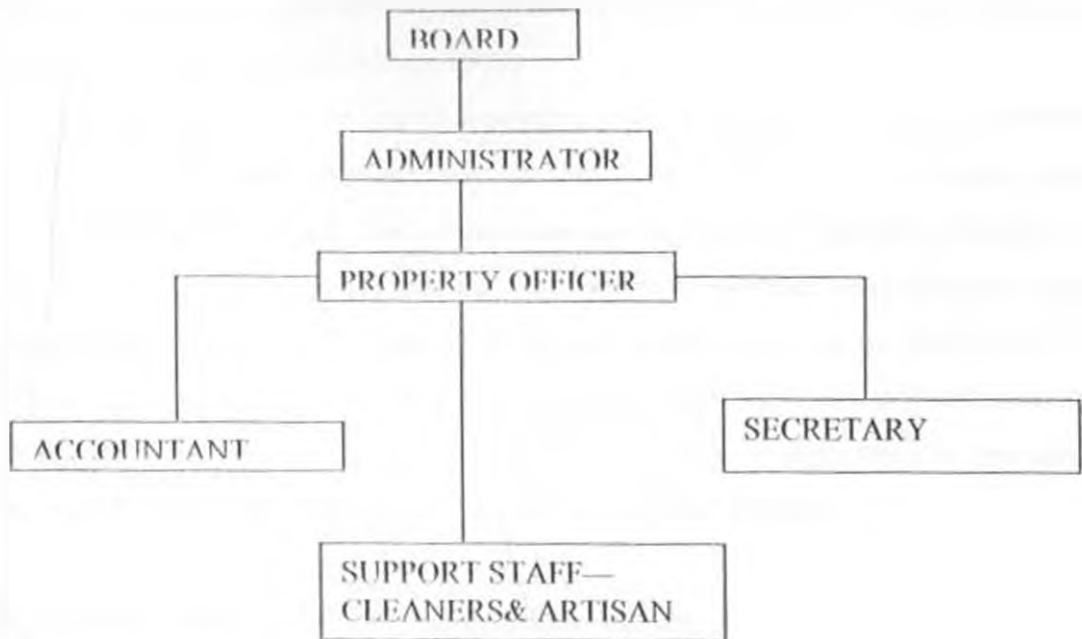 BOARD
ADMINISTRATOR
PROPERTY OFFICER
ACCOUNTANT
SECRETARY
SUPPORT STAFF—
CLEANERS& ARTISAN